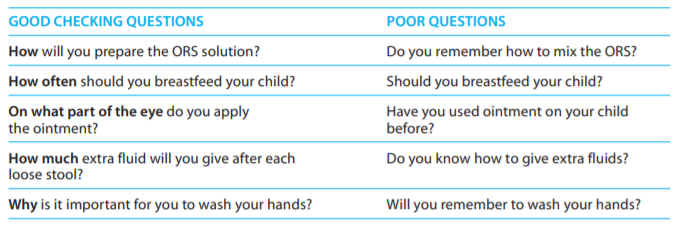 GOOD CHECKING QUESTIONS POOR QUESTIONS
How will you prepare the ORS solution? Do you remember how to mix the ORS?
How often should you breastfeed your child? Should you breastfeed your child?
On what part of the eye do you apply Have you used ointment on your child
the ointment? before?
How much extra fluid will you give after each Do you know how to give extra fluids?
loose stool?
Why is it important for you to wash your hands? Will you remember to wash your hands?